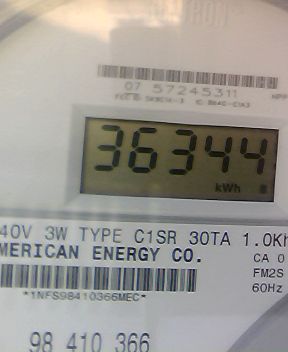 07 57245311
36344
kWh
40V 3W TYPE C1SR 30TA 1.0Kh
MERICAN ENERGY CO.
CA 0
FM2S
60Hz
*1NFS98410366MEC*
98 410 366